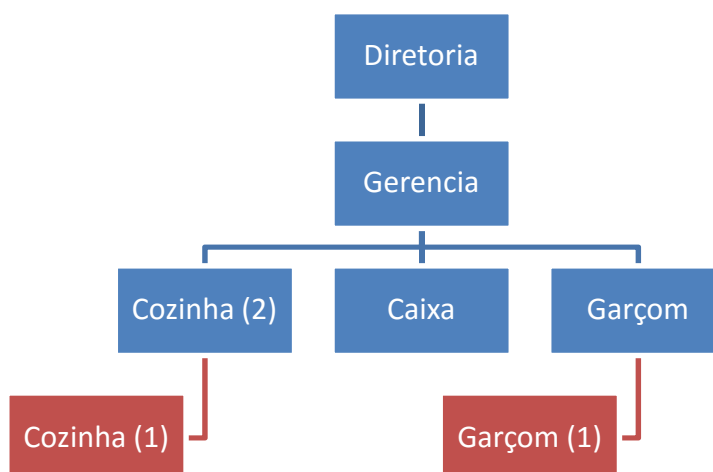 Diretoria
Gerencia
Cozinha (2)
Caixa
Garçom
Cozinha (1)
Garçom (1)